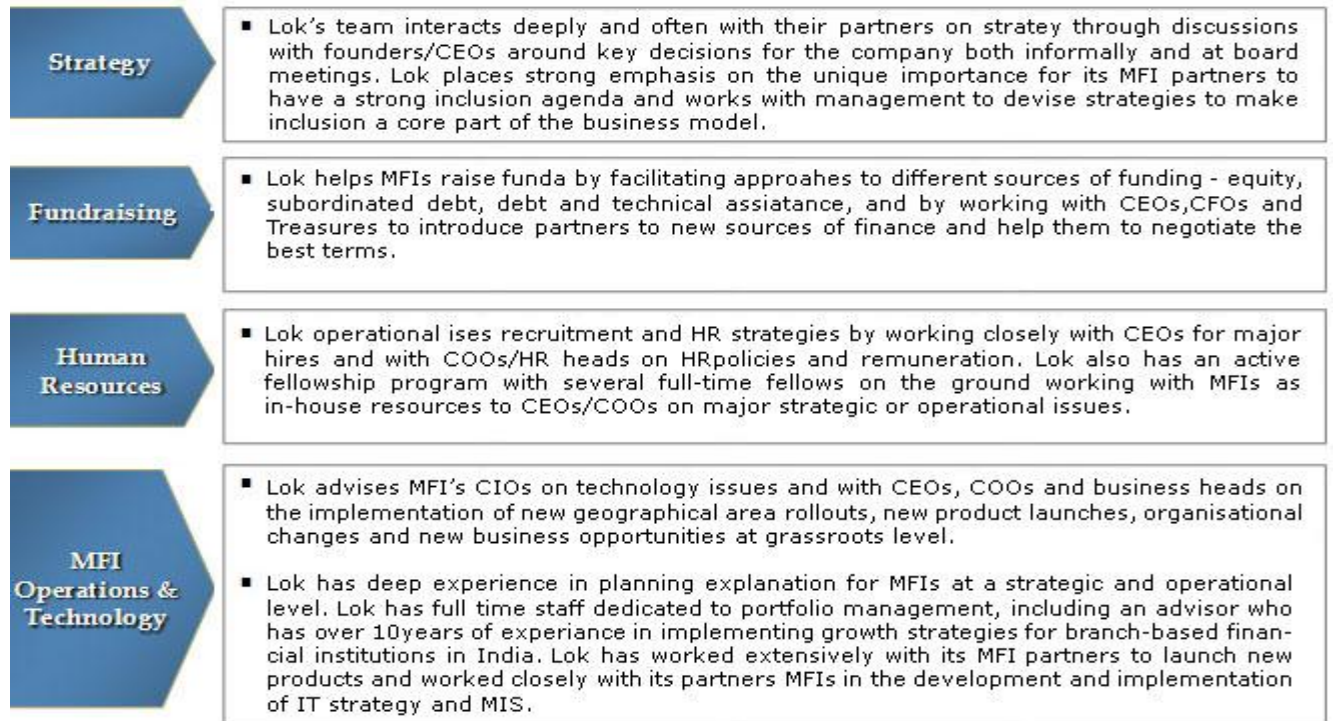 Strategy
▪ Lok's team interacts deeply and often with their partners on stratey through discussions
with founders/CEOs around key decisions for the company both informally and at board
meetings. Lok places strong emphasis on the unique importance for its MFI partners to
have a strong inclusion agenda and works with management to devise strategies to make
inclusion a core part of the business model.
Fundraising
▪ Lok helps MFIs raise funda by facilitating approahes to different sources of funding - equity,
subordinated debt, debt and technical assiatance, and by working with CEOs,CFOs and
Treasures to introduce partners to new sources of finance and help them to negotiate the
best terms.
Human
Resources
▪ Lok operational ises recruitment and HR strategies by working closely with CEOs for major
hires and with COOs/HR heads on HRpolicies and remuneration. Lok also has an active
fellowship program with several full-time fellows on the ground working with MFIs as
in-house resources to CEOs/COOs on major strategic or operational issues.
MFI
Operations &
Technology
▪ Lok advises MFI's CIOs on technology issues and with CEOs, COOs and business heads on
the implementation of new geographical area rollouts, new product launches, organisational
changes and new business opportunities at grassroots level.
▪ Lok has deep experience in planning explanation for MFIs at a strategic and operational
level. Lok has full time staff dedicated to portfolio management, including an advisor who
has over 10years of experiance in implementing growth strategies for branch-based finan-
cial institutions in India. Lok has worked extensively with its MFI partners to launch new
products and worked closely with its partners MFIs in the development and implementation
of IT strategy and MIS.